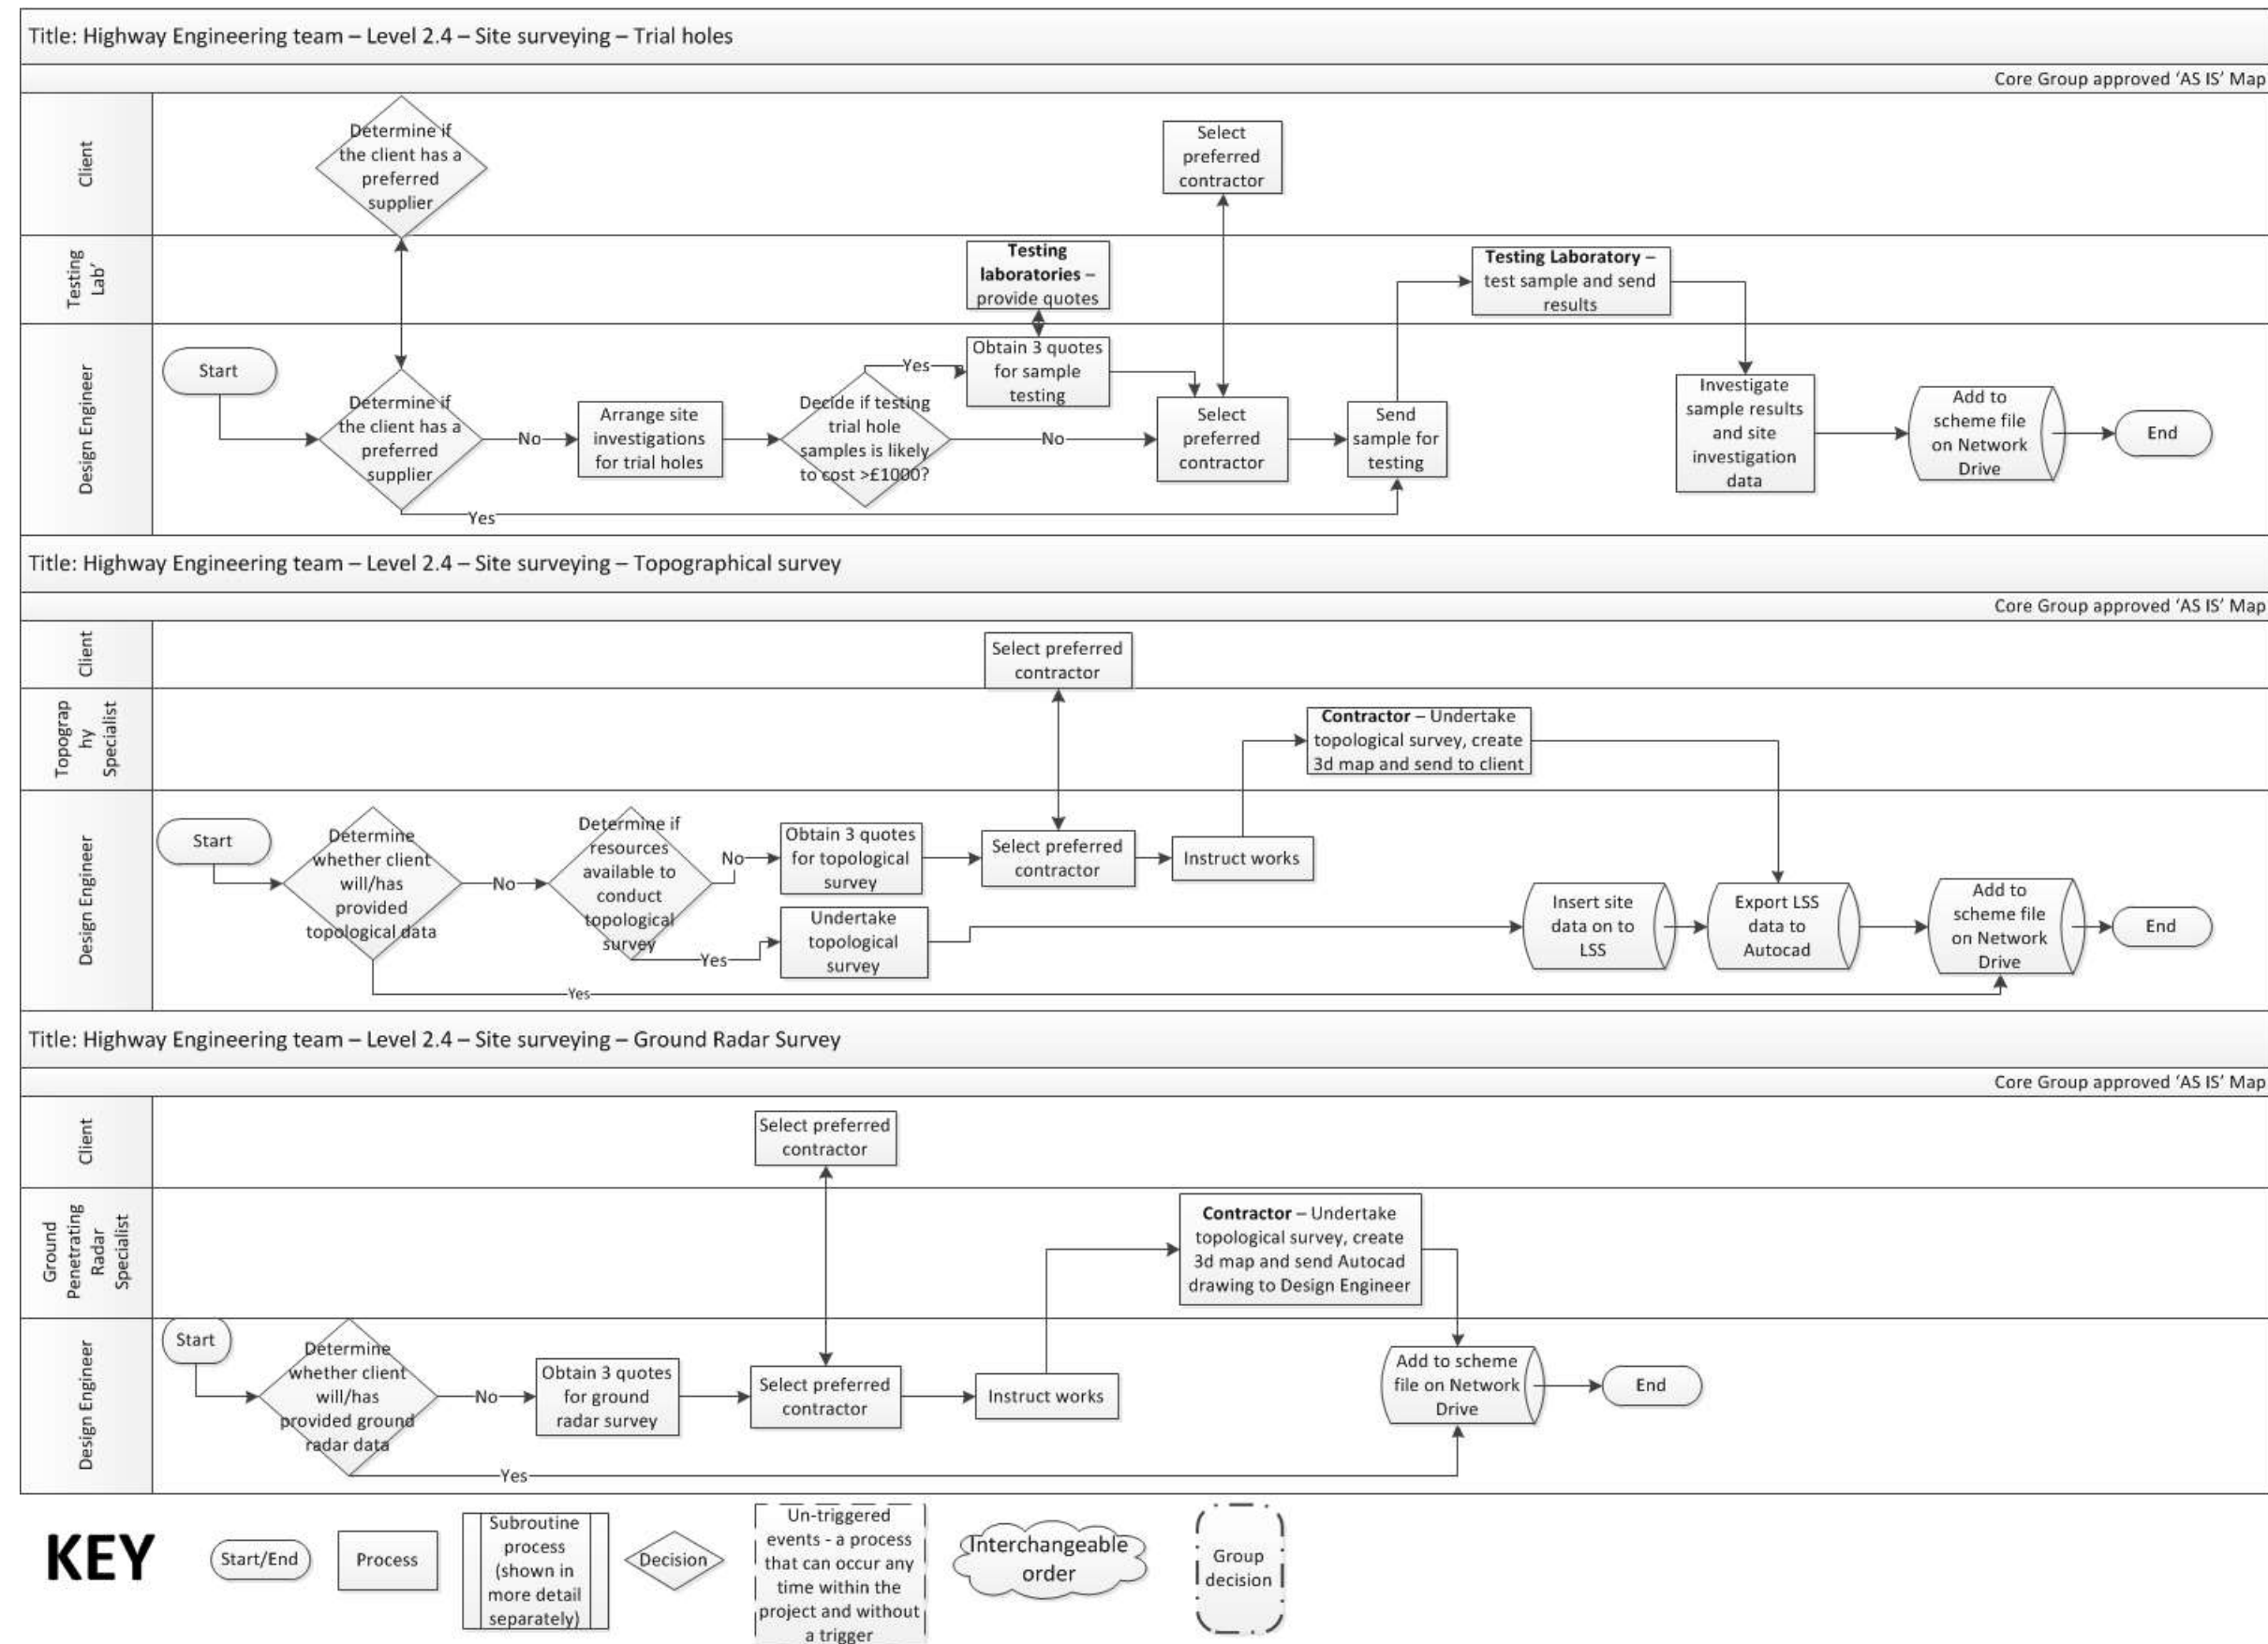 Title: Highway Engineering team – Level 2.4 – Site surveying – Trial holes
Core Group approved ‘AS IS’ Map
Client
Determine if
the client has a
preferred
supplier
Select
preferred
contractor
Testing
Lab’
Testing
laboratories –
provide quotes
Testing Laboratory –
test sample and send
results
Design Engineer
Start
Determine if
the client has a
preferred
supplier
No
Yes
Arrange site
investigations
for trial holes
Decide if testing
trial hole
samples is likely
to cost >£1000?
Yes
No
Obtain 3 quotes
for sample
testing
Select
preferred
contractor
Send
sample for
testing
Investigate
sample results
and site
investigation
data
Add to
scheme file
on Network
Drive
End
Title: Highway Engineering team – Level 2.4 – Site surveying – Topographical survey
Core Group approved ‘AS IS’ Map
Client
Select preferred
contractor
Topograp
hy
Specialist
Contractor – Undertake
topological survey, create
3d map and send to client
Design Engineer
Start
Determine
whether client
will/has
provided
topological data
No
Yes
Determine if
resources
available to
conduct
topological
survey
No
Yes
Obtain 3 quotes
for topological
survey
Undertake
topological
survey
Select preferred
contractor
Instruct works
Insert site
data on to
LSS
Export LSS
data to
Autocad
Add to
scheme file
on Network
Drive
End
Title: Highway Engineering team – Level 2.4 – Site surveying – Ground Radar Survey
Core Group approved ‘AS IS’ Map
Client
Select preferred
contractor
Ground
Penetrating
Radar
Specialist
Contractor – Undertake
topological survey, create
3d map and send Autocad
drawing to Design Engineer
Design Engineer
Start
Determine
whether client
will/has
provided ground
radar data
No
Yes
Obtain 3 quotes
for ground
radar survey
Select preferred
contractor
Instruct works
Add to scheme
file on Network
Drive
End
KEY
Start/End
Process
Subroutine
process
(shown in
more detail
separately)
Decision
Un-triggered
events - a process
that can occur any
time within the
project and without
a trigger
Interchangeable
order
Group
decision